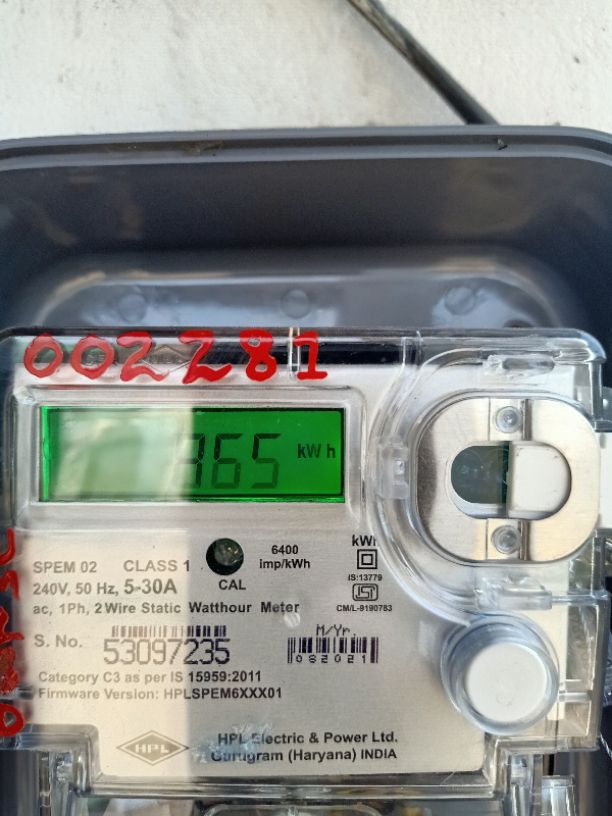 002281
365 kWh
6400
imp/kWh
CAL
kWh
IS:13779
ISI
CM/L-9190783
SPEM 02 CLASS 1
240V, 50 Hz, 5-30A
ac, 1Ph, 2 Wire Static Watthour Meter
S. No. 53097235
M/Yr.
082021
Category C3 as per IS 15959:2011
Firmware Version: HPLSPEM6XXX01
HPL
HPL Electric & Power Ltd.
Gurugram (Haryana) INDIA